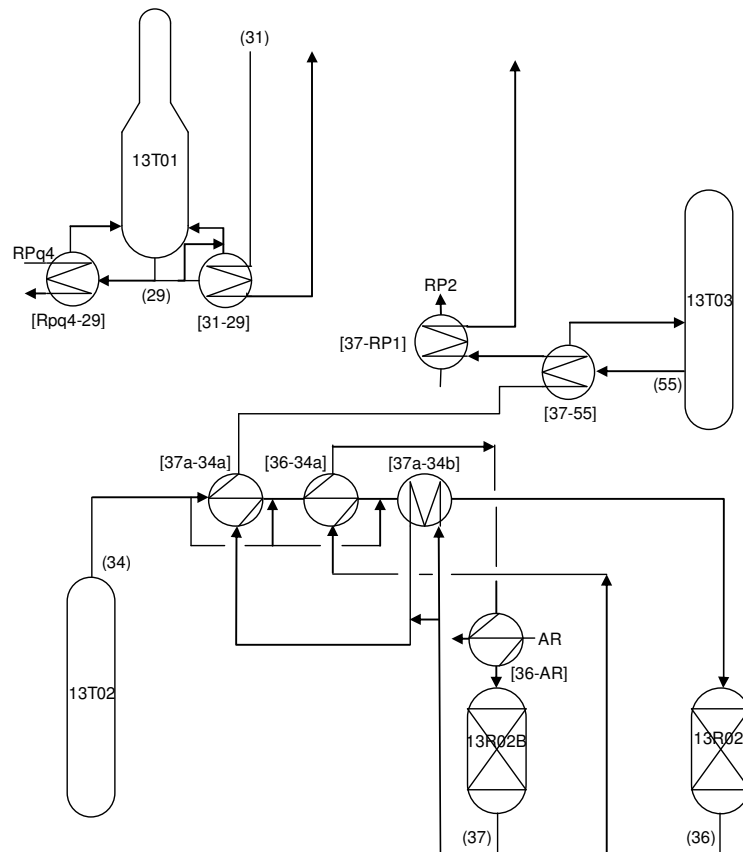 (31)
13T01
RPq4
(29)
[Rpq4-29]
[31-29]
RP2
13T03
[37-RP1]
(55)
[37-55]
[37a-34a]
[36-34a]
[37a-34b]
(34)
AR
[36-AR]
13T02
13R02B
13R02
(37)
(36)